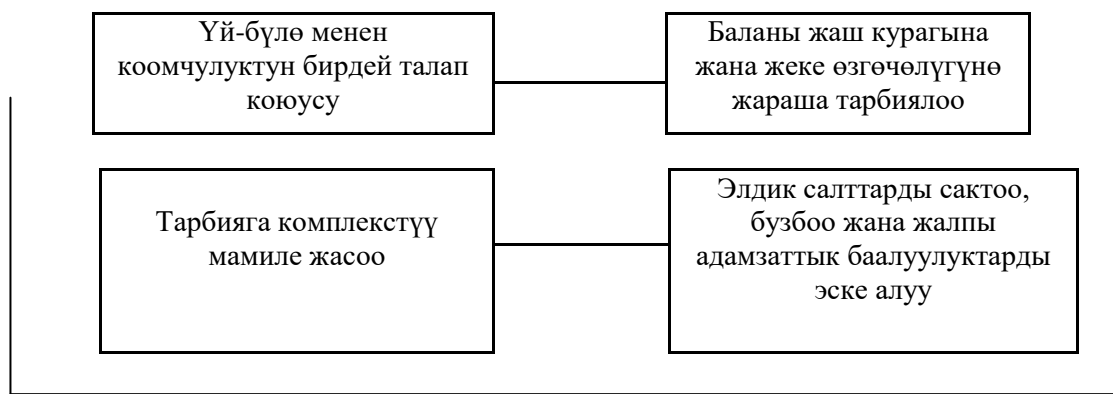 Үй-бүлө менен
коомчулуктун бирдей талап
коюусу
Баланы жаш курагына
жана жеке өзгөчөлүгүнө
жараша тарбиялоо
Тарбияга комплекстүү
мамиле жасоо
Элдик салттарды сактоо,
бузбоо жана жалпы
адамзаттык баалуулуктарды
эске алуу